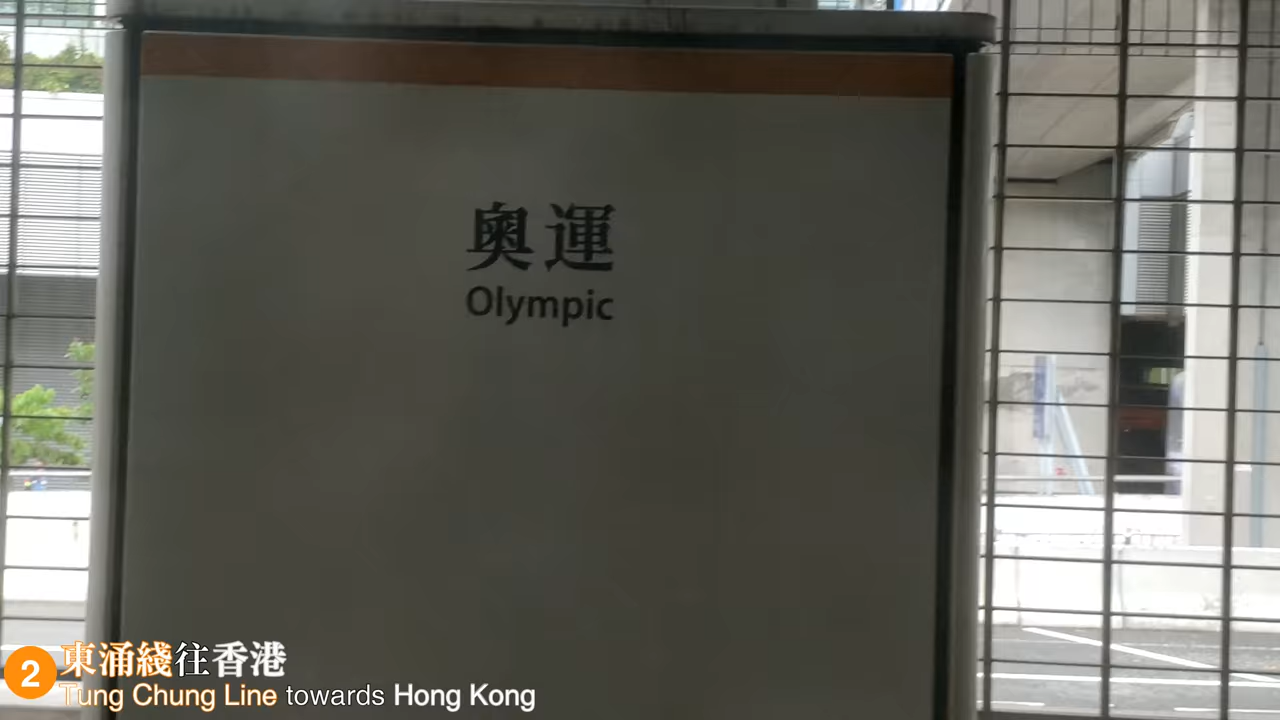 奧運
Olympic
2
東涌綫往香港
Tung Chung Line towards Hong Kong